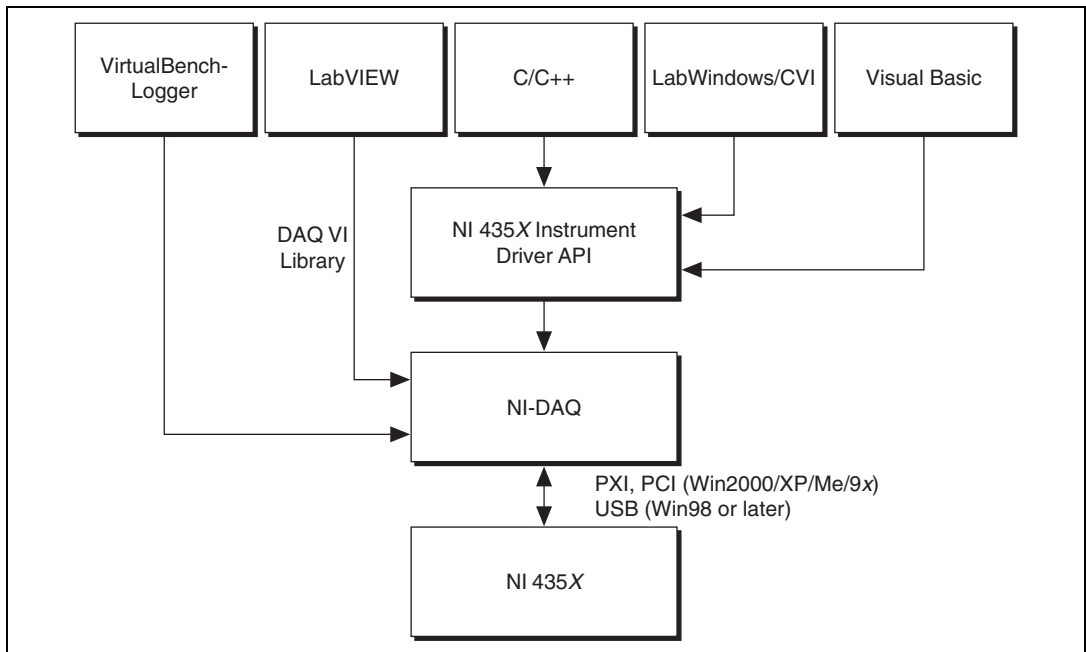 VirtualBench-
Logger
LabVIEW
C/C++
LabWindows/CVI
Visual Basic
DAQ VI
Library
NI 435X Instrument
Driver API
NI-DAQ
PXI, PCI (Win2000/XP/Me/9x)
USB (Win98 or later)
NI 435X